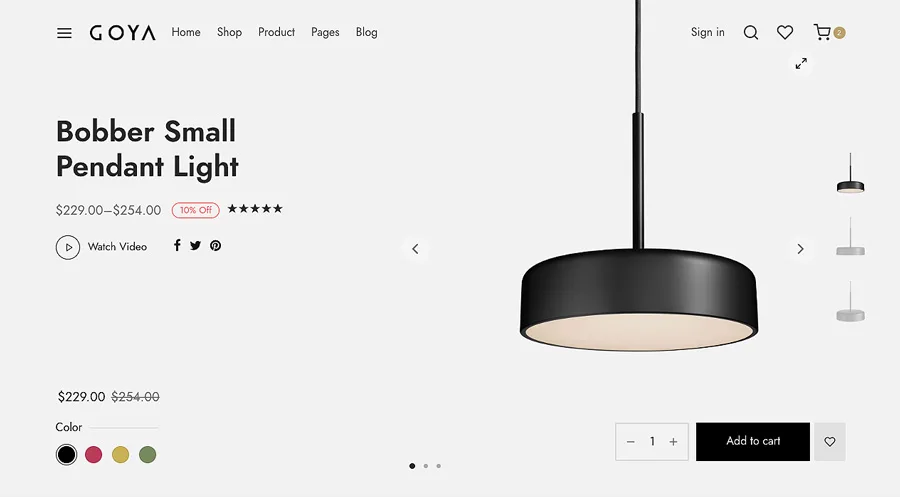 GOYA Home Shop Product Pages Blog Sign in 2
Bobber Small
Pendant Light
$229.00–$254.00 10% Off ★★★★★
Watch Video
$229.00 $254.00
Color
− 1 + Add to cart